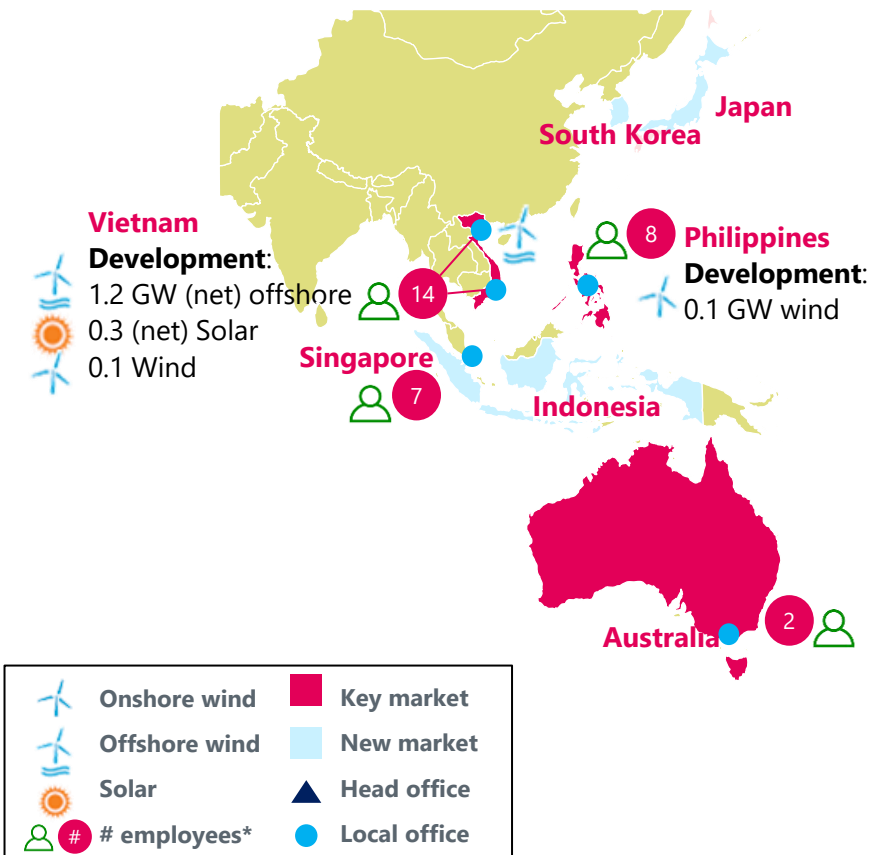 Japan
South Korea
Vietnam
Development:
1.2 GW (net) offshore
0.3 (net) Solar
0.1 Wind
14
8
Philippines
Development:
0.1 GW wind
Singapore
7
Indonesia
Australia
2
Onshore wind
Key market
Offshore wind
New market
Solar
Head office
# # employees*
Local office